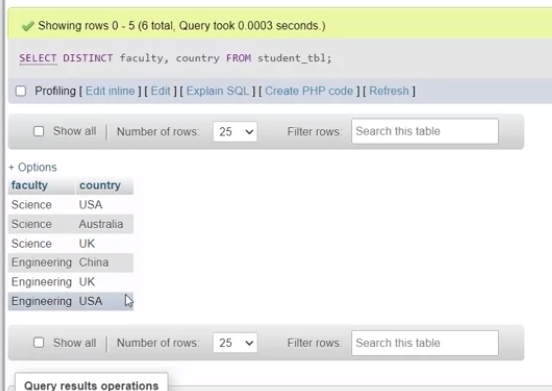 Showing rows 0 - 5 (6 total, Query took 0.0003 seconds.)
SELECT DISTINCT faculty, country FROM student_tbl;
Profiling [ Edit inline ] [ Edit ] [ Explain SQL ] [ Create PHP code ] [ Refresh ]
Show all | Number of rows: 25 Filter rows: Search this table
+ Options
faculty country
Science USA
Science Australia
Science UK
Engineering China
Engineering UK
Engineering USA
Show all | Number of rows: 25 Filter rows: Search this table
Query results operations